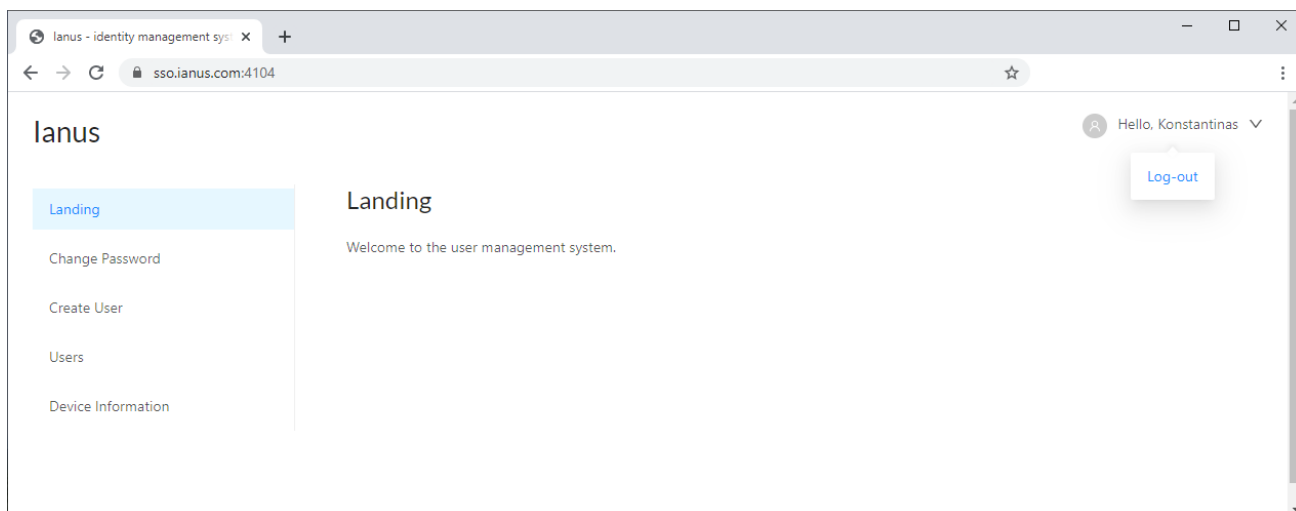 Ianus - identity management sys
sso.ianus.com:4104
Ianus
Hello, Konstantinas
Log-out
Landing
Change Password
Create User
Users
Device Information
Landing
Welcome to the user management system.